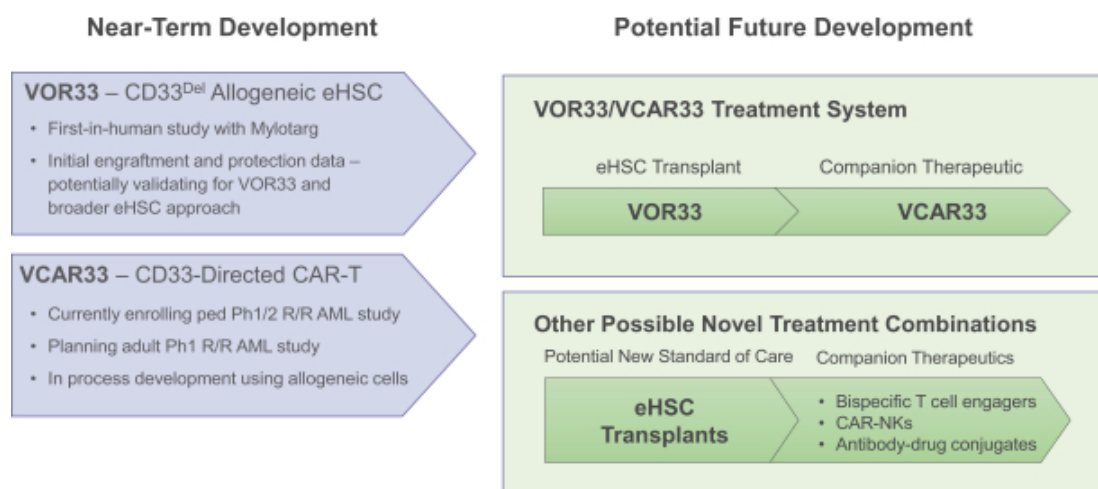 Near-Term Development
VOR33 – CD33Del Allogeneic eHSC
• First-in-human study with Mylotarg
• Initial engraftment and protection data –
potentially validating for VOR33 and
broader eHSC approach
VCAR33 – CD33-Directed CAR-T
• Currently enrolling ped Ph1/2 R/R AML study
• Planning adult Ph1 R/R AML study
• In process development using allogeneic cells
Potential Future Development
VOR33/VCAR33 Treatment System
eHSC Transplant
Companion Therapeutic
VOR33
VCAR33
Other Possible Novel Treatment Combinations
Potential New Standard of Care
Companion Therapeutics
eHSC
Transplants
• Bispecific T cell engagers
• CAR-NKs
• Antibody-drug conjugates